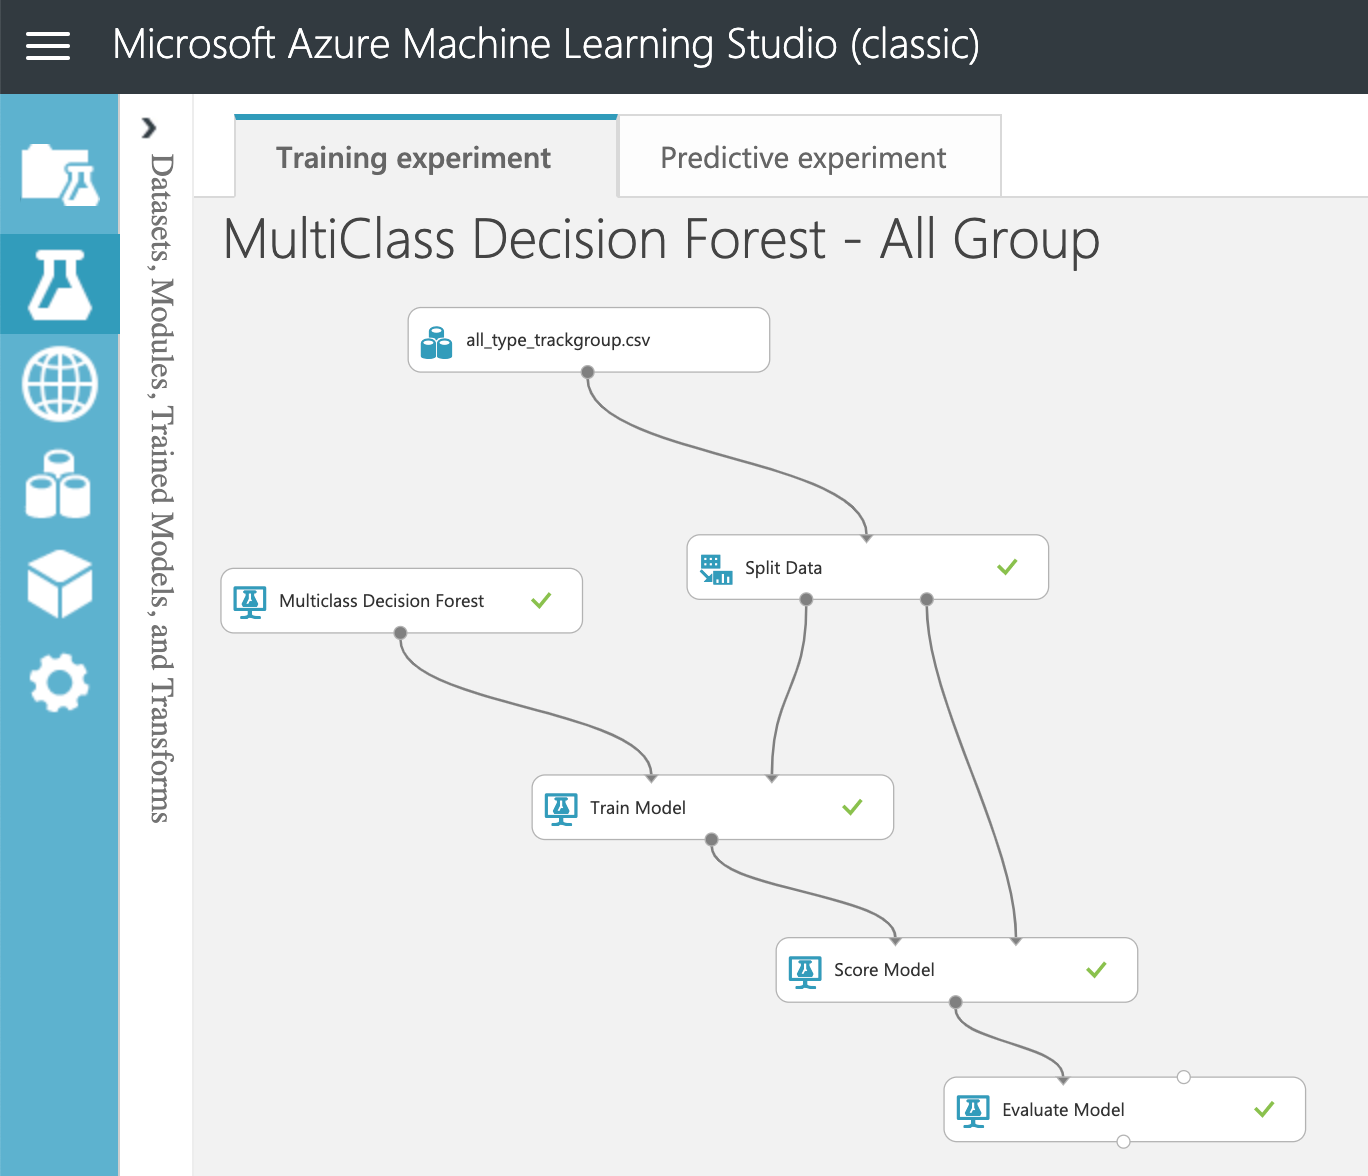 Microsoft Azure Machine Learning Studio (classic)
Datasets, Modules, Trained Models, and Transforms
Training experiment
Predictive experiment
MultiClass Decision Forest - All Group
all_type_trackgroup.csv
Split Data
Multiclass Decision Forest
Train Model
Score Model
Evaluate Model